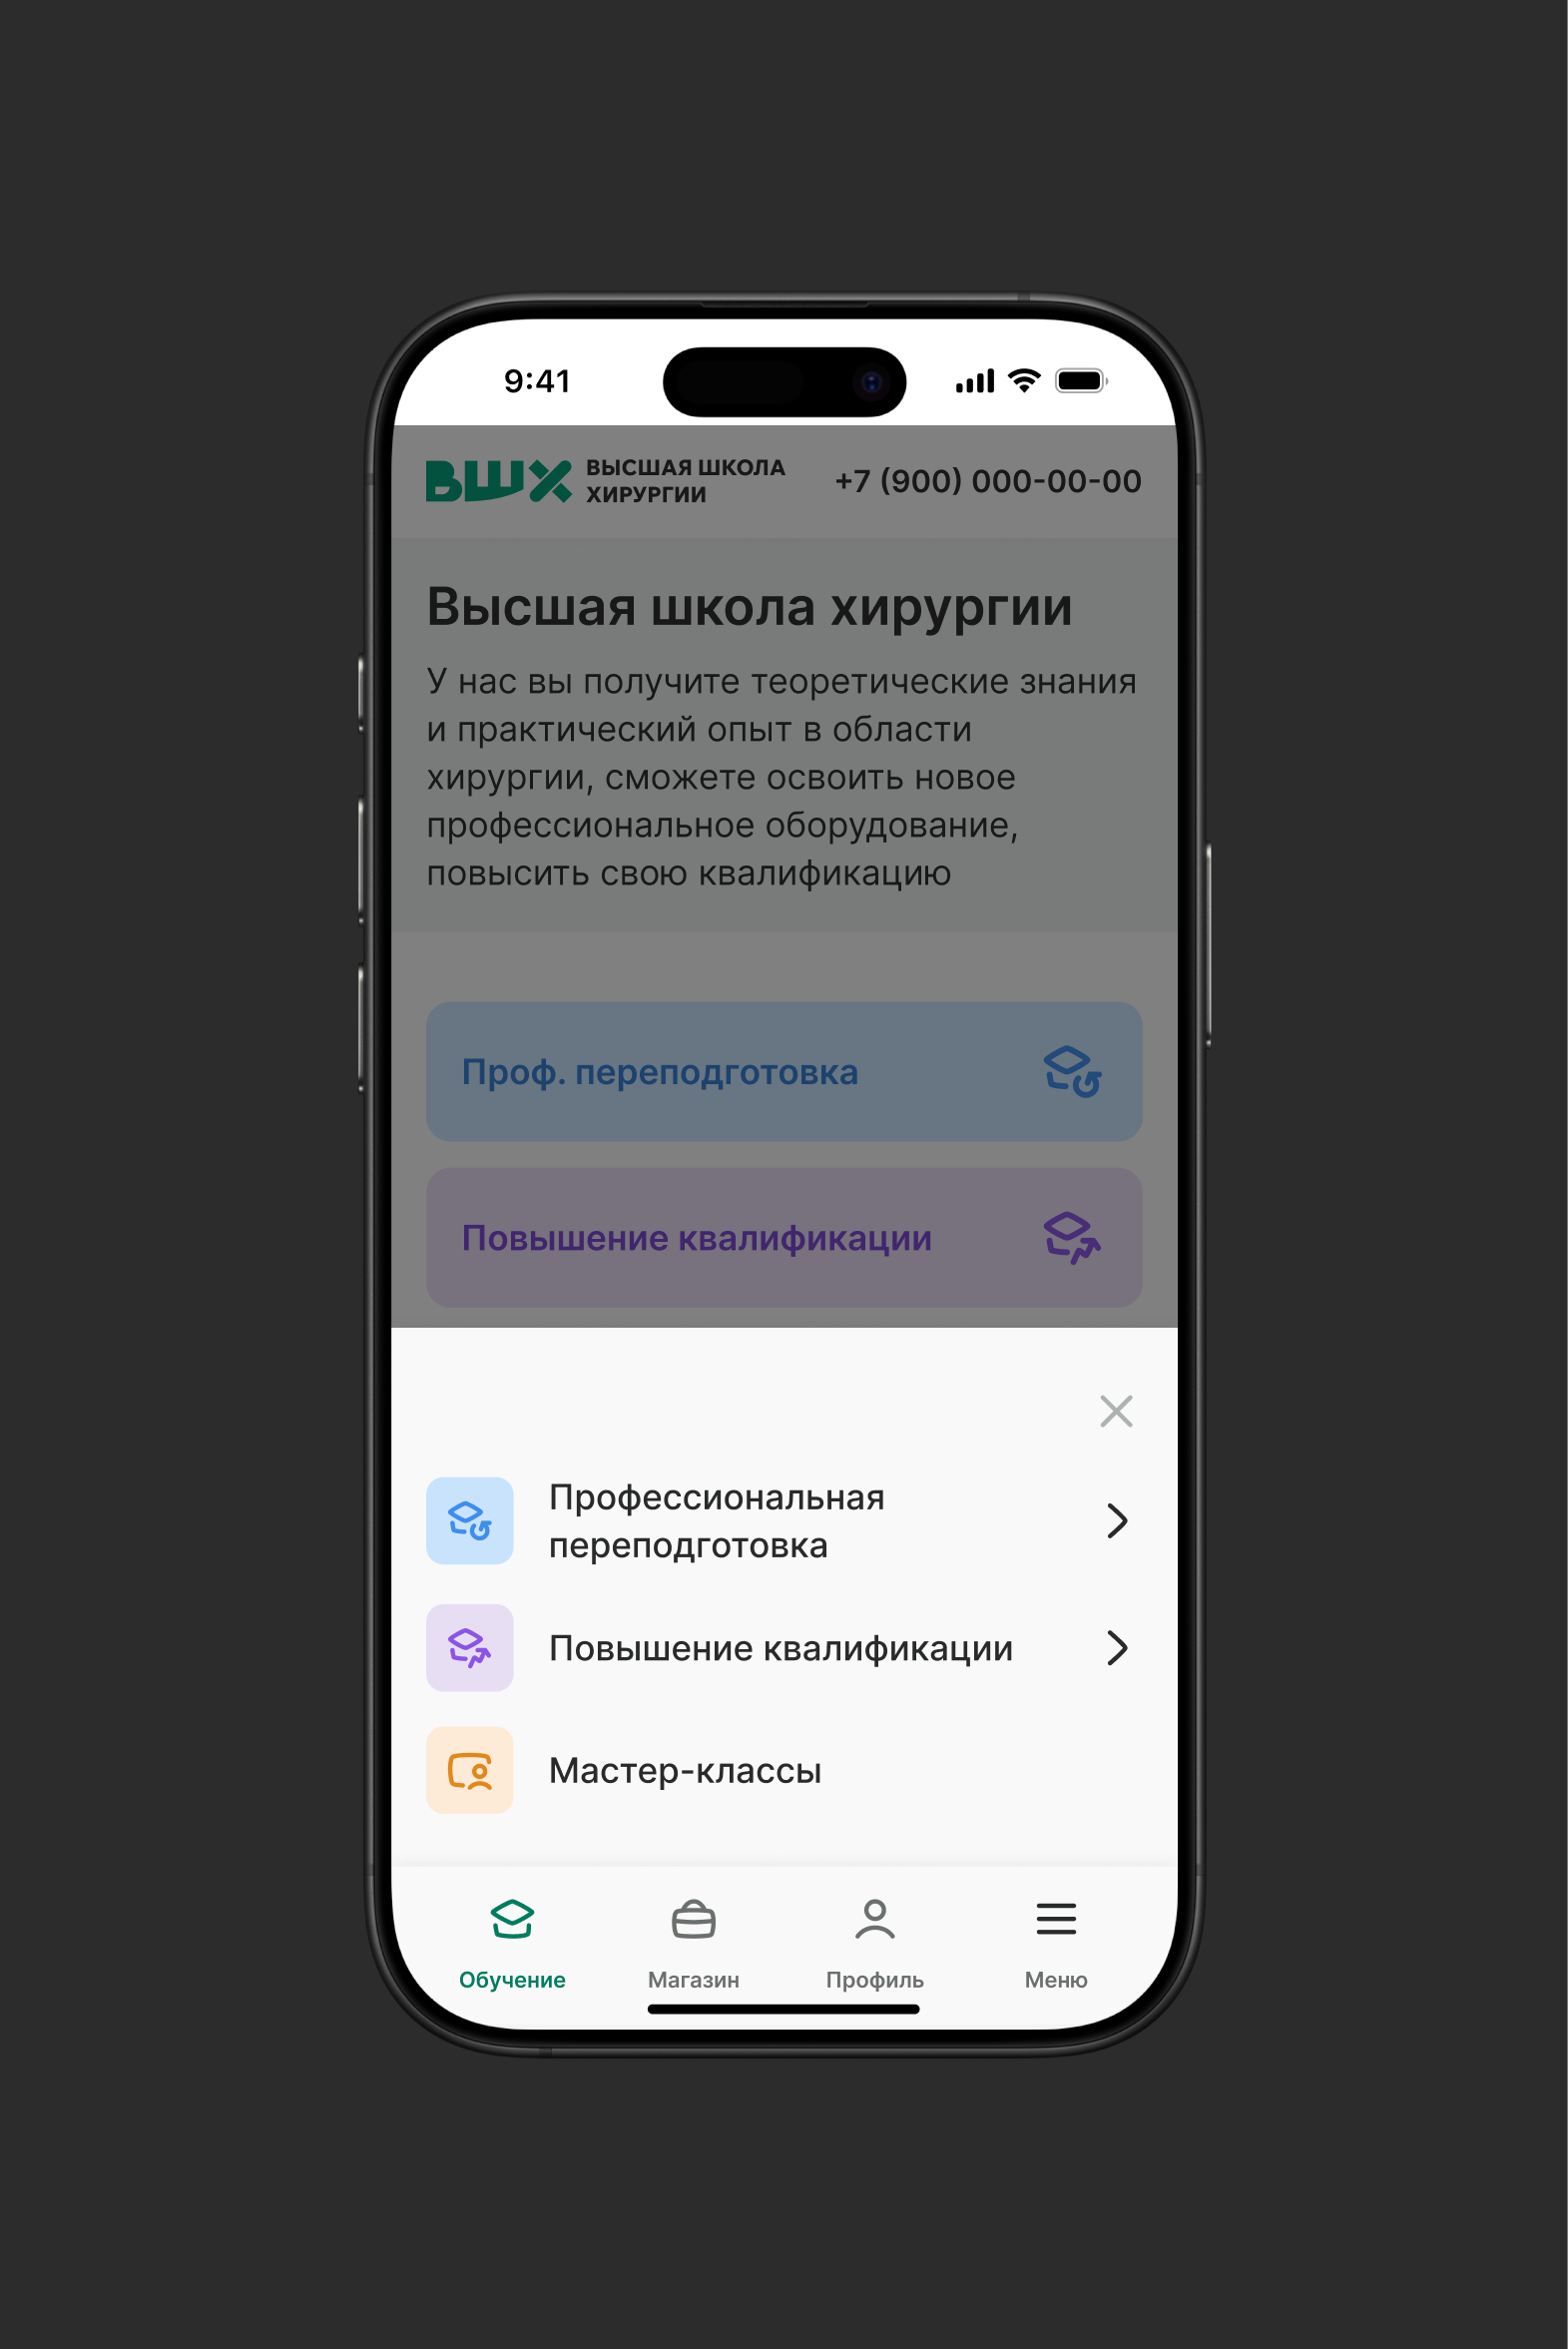 9:41
ВШХ
ВЫСШАЯ ШКОЛА
ХИРУРГИИ
+7 (900) 000-00-00
Высшая школа хирургии
У нас вы получите теоретические знания
и практический опыт в области
хирургии, сможете освоить новое
профессиональное оборудование,
повысить свою квалификацию
Проф. переподготовка
Повышение квалификации
Профессиональная
переподготовка
Повышение квалификации
Мастер-классы
Обучение
Магазин
Профиль
Меню